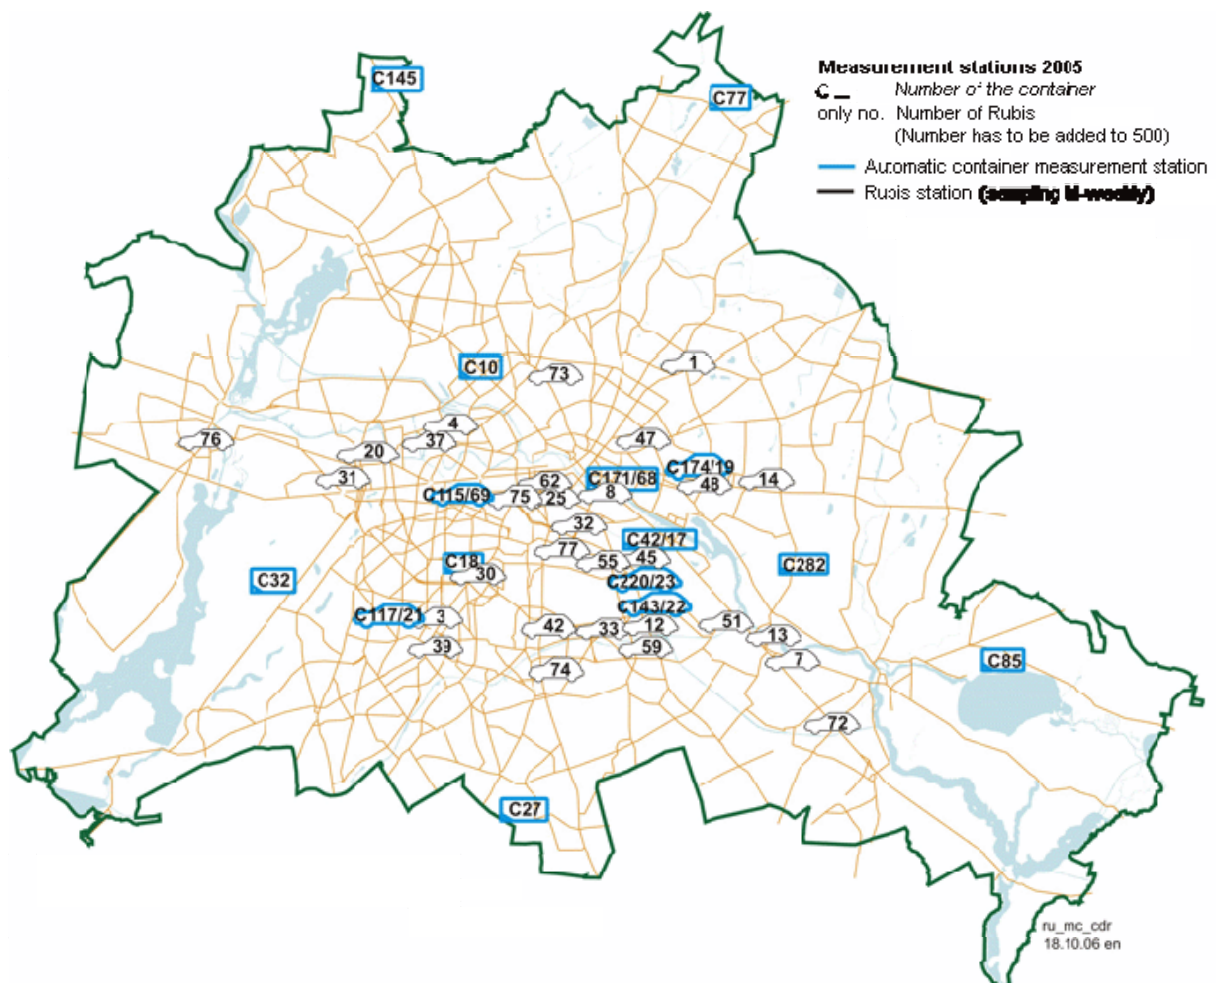 Measurement stations 2005
C _ Number of the container
only no. Number of Rubis
(Number has to be added to 500)
Automatic container measurement station
Rubis station (sampling bi-weekly)
C145
C77
C10
73
1
4
37
47
76
20
31
C174/19
48
14
C171/68
8
62
25
75
C115/69
32
77
C42/17
45
55
C18
30
C220/23
C282
C32
C143/22
C117/21
3
39
42
33
12
59
51
13
7
74
C85
72
C27
ru_mc_cdr
18.10.06 en